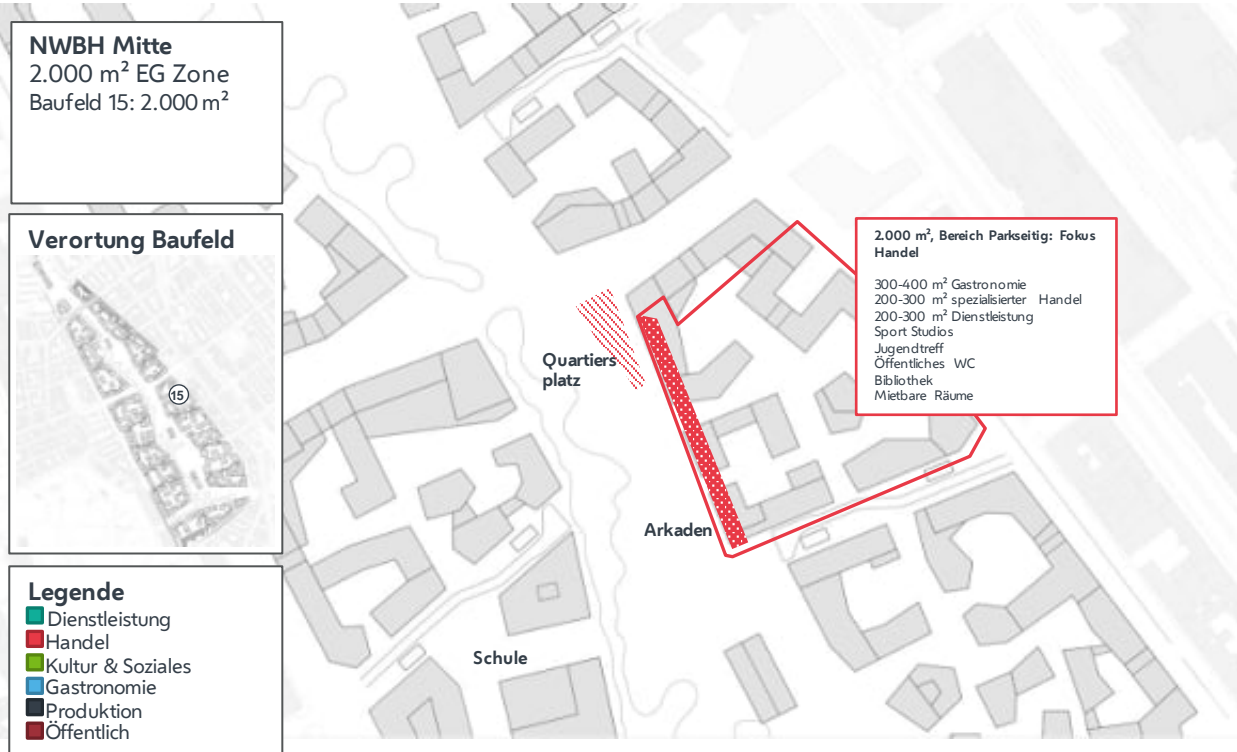 NWBH Mitte
2.000 m² EG Zone
Baufeld 15: 2.000 m²
Verortung Baufeld
15
Legende
Dienstleistung
Handel
Kultur & Soziales
Gastronomie
Produktion
Öffentlich
Quartiers
platz
Arkaden
Schule
2.000 m², Bereich Parkseitig: Fokus
Handel
300-400 m² Gastronomie
200-300 m² spezialisierter Handel
200-300 m² Dienstleistung
Sport Studios
Jugendtreff
Öffentliches WC
Bibliothek
Mietbare Räume